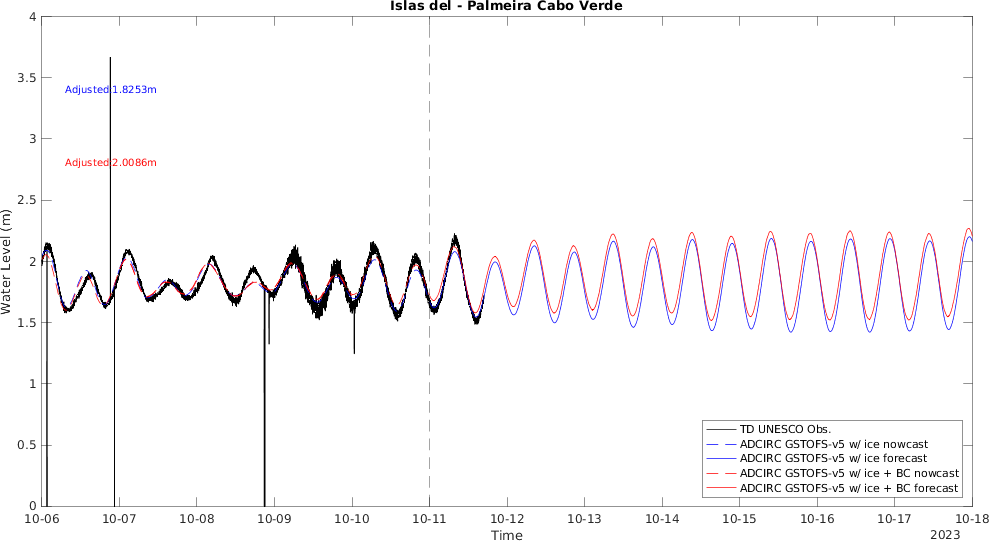 Islas del - Palmeira Cabo Verde
4
3.5
3
2.5
2
1.5
1
0.5
0
Water Level (m)
Adjusted 1.8253m
Adjusted 2.0086m
TD UNESCO Obs.
ADCIRC GSTOFS-v5 w/ ice nowcast
ADCIRC GSTOFS-v5 w/ ice forecast
ADCIRC GSTOFS-v5 w/ ice + BC nowcast
ADCIRC GSTOFS-v5 w/ ice + BC forecast
10-06 10-07 10-08 10-09 10-10 10-11 10-12 10-13 10-14 10-15 10-16 10-17 10-18
Time
2023